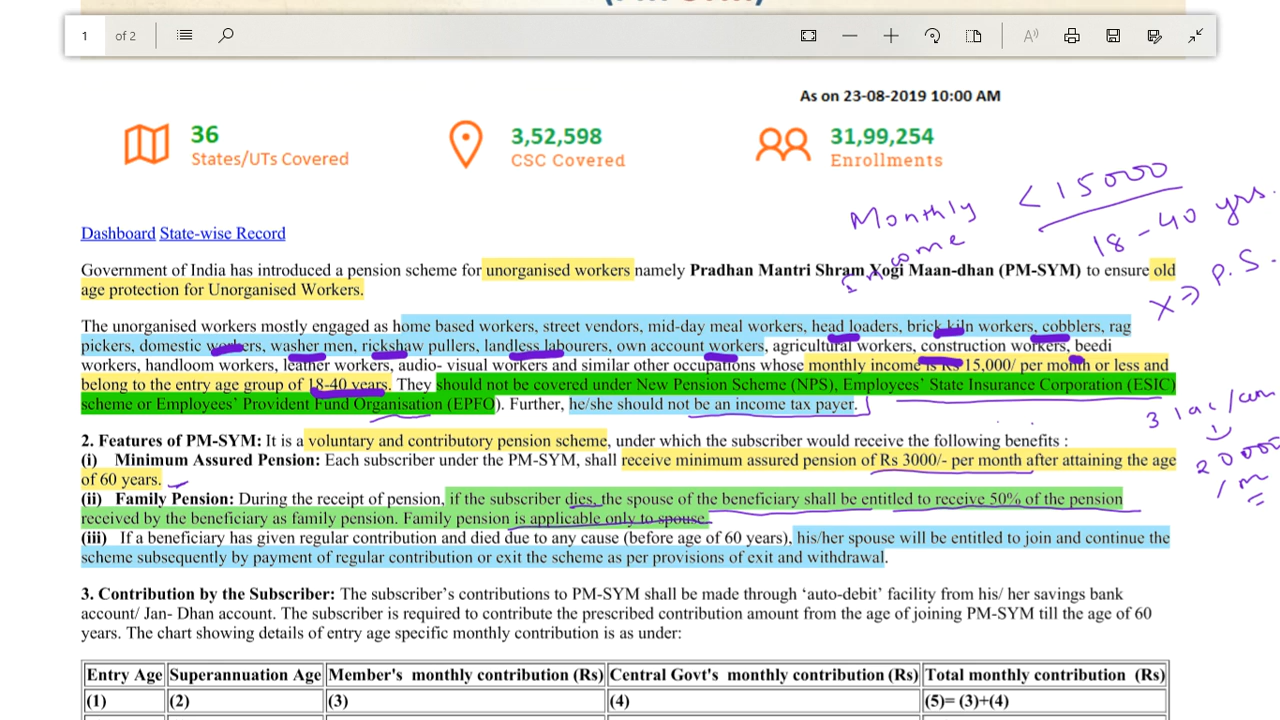 1 of 2
As on 23-08-2019 10:00 AM
36
States/UTs Covered
3,52,598
CSC Covered
31,99,254
Enrollments
Monthly Income < 15000
18-40 yrs.
X => P.S.
Dashboard State-wise Record
Government of India has introduced a pension scheme for unorganised workers namely Pradhan Mantri Shram Yogi Maan-dhan (PM-SYM) to ensure old
age protection for Unorganised Workers.
The unorganised workers mostly engaged as home based workers, street vendors, mid-day meal workers, head loaders, brick kiln workers, cobblers, rag
pickers, domestic workers, washer men, rickshaw pullers, landless labourers, own account workers, agricultural workers, construction workers, beedi
workers, handloom workers, leather workers, audio- visual workers and similar other occupations whose monthly income is Rs 15,000/ per month or less and
belong to the entry age group of 18-40 years. They should not be covered under New Pension Scheme (NPS), Employees’ State Insurance Corporation (ESIC)
scheme or Employees’ Provident Fund Organisation (EPFO). Further, he/she should not be an income tax payer.
3 lac/
20000
/m
2. Features of PM-SYM: It is a voluntary and contributory pension scheme, under which the subscriber would receive the following benefits :
(i) Minimum Assured Pension: Each subscriber under the PM-SYM, shall receive minimum assured pension of Rs 3000/- per month after attaining the age
of 60 years.
(ii) Family Pension: During the receipt of pension, if the subscriber dies, the spouse of the beneficiary shall be entitled to receive 50% of the pension
received by the beneficiary as family pension. Family pension is applicable only to spouse.
(iii) If a beneficiary has given regular contribution and died due to any cause (before age of 60 years), his/her spouse will be entitled to join and continue the
scheme subsequently by payment of regular contribution or exit the scheme as per provisions of exit and withdrawal.
3. Contribution by the Subscriber: The subscriber’s contributions to PM-SYM shall be made through ‘auto-debit’ facility from his/ her savings bank
account/ Jan- Dhan account. The subscriber is required to contribute the prescribed contribution amount from the age of joining PM-SYM till the age of 60
years. The chart showing details of entry age specific monthly contribution is as under:
Entry Age Superannuation Age Member's monthly contribution (Rs) Central Govt's monthly contribution (Rs) Total monthly contribution (Rs)
(1) (2) (3) (4) (5)= (3)+(4)